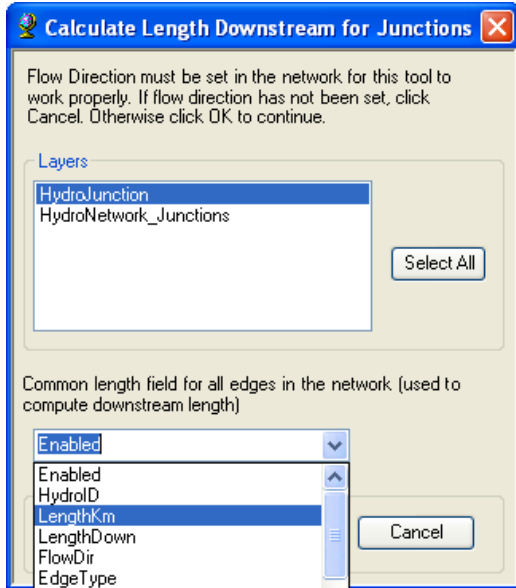 Calculate Length Downstream for Junctions
Flow Direction must be set in the network for this tool to
work properly. If flow direction has not been set, click
Cancel. Otherwise click OK to continue.
Layers
HydroJunction
HydroNetwork_Junctions
Select All
Common length field for all edges in the network (used to
compute downstream length)
Enabled
Enabled
HydroID
LengthKm
LengthDown
FlowDir
EdgeType
Cancel